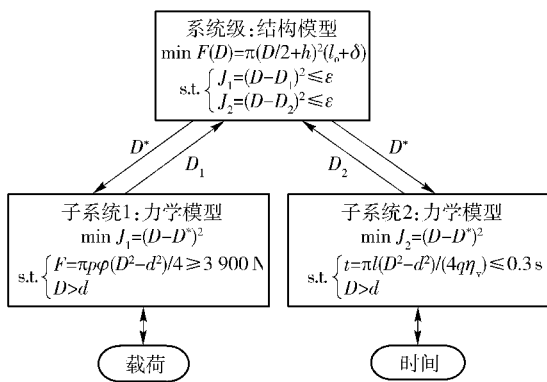 系统级:结构模型
min F(D)=π(D/2+h)²(l₀+δ)
s.t. { J₁=(D−D₁)²≤ε
J₂=(D−D₂)²≤ε
D* D₁ D₂ D*
子系统1:力学模型
min J₁=(D−D*)²
s.t. { F=πpφ(D²−d²)/4≥3 900 N
D>d
子系统2:力学模型
min J₂=(D−D*)²
s.t. { t=πl(D²−d²)/(4qηᵥ)≤0.3 s
D>d
载荷
时间